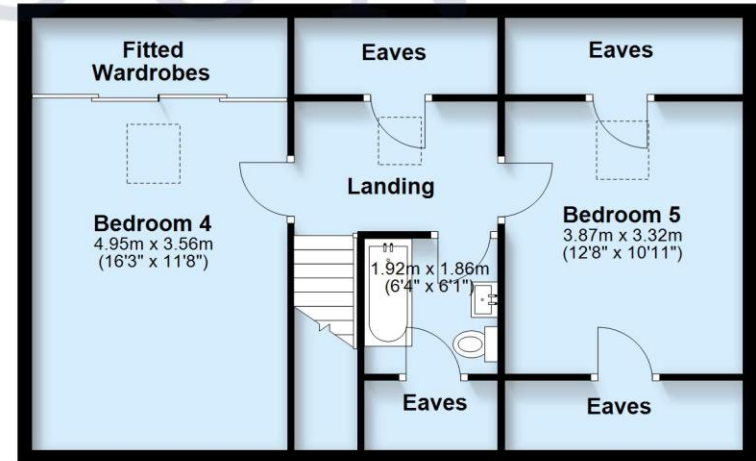 Fitted
Wardrobes
Eaves
Eaves
Landing
Bedroom 4
4.95m x 3.56m
(16'3" x 11'8")
Bedroom 5
3.87m x 3.32m
(12'8" x 10'11")
1.92m x 1.86m
(6'4" x 6'1")
Eaves
Eaves